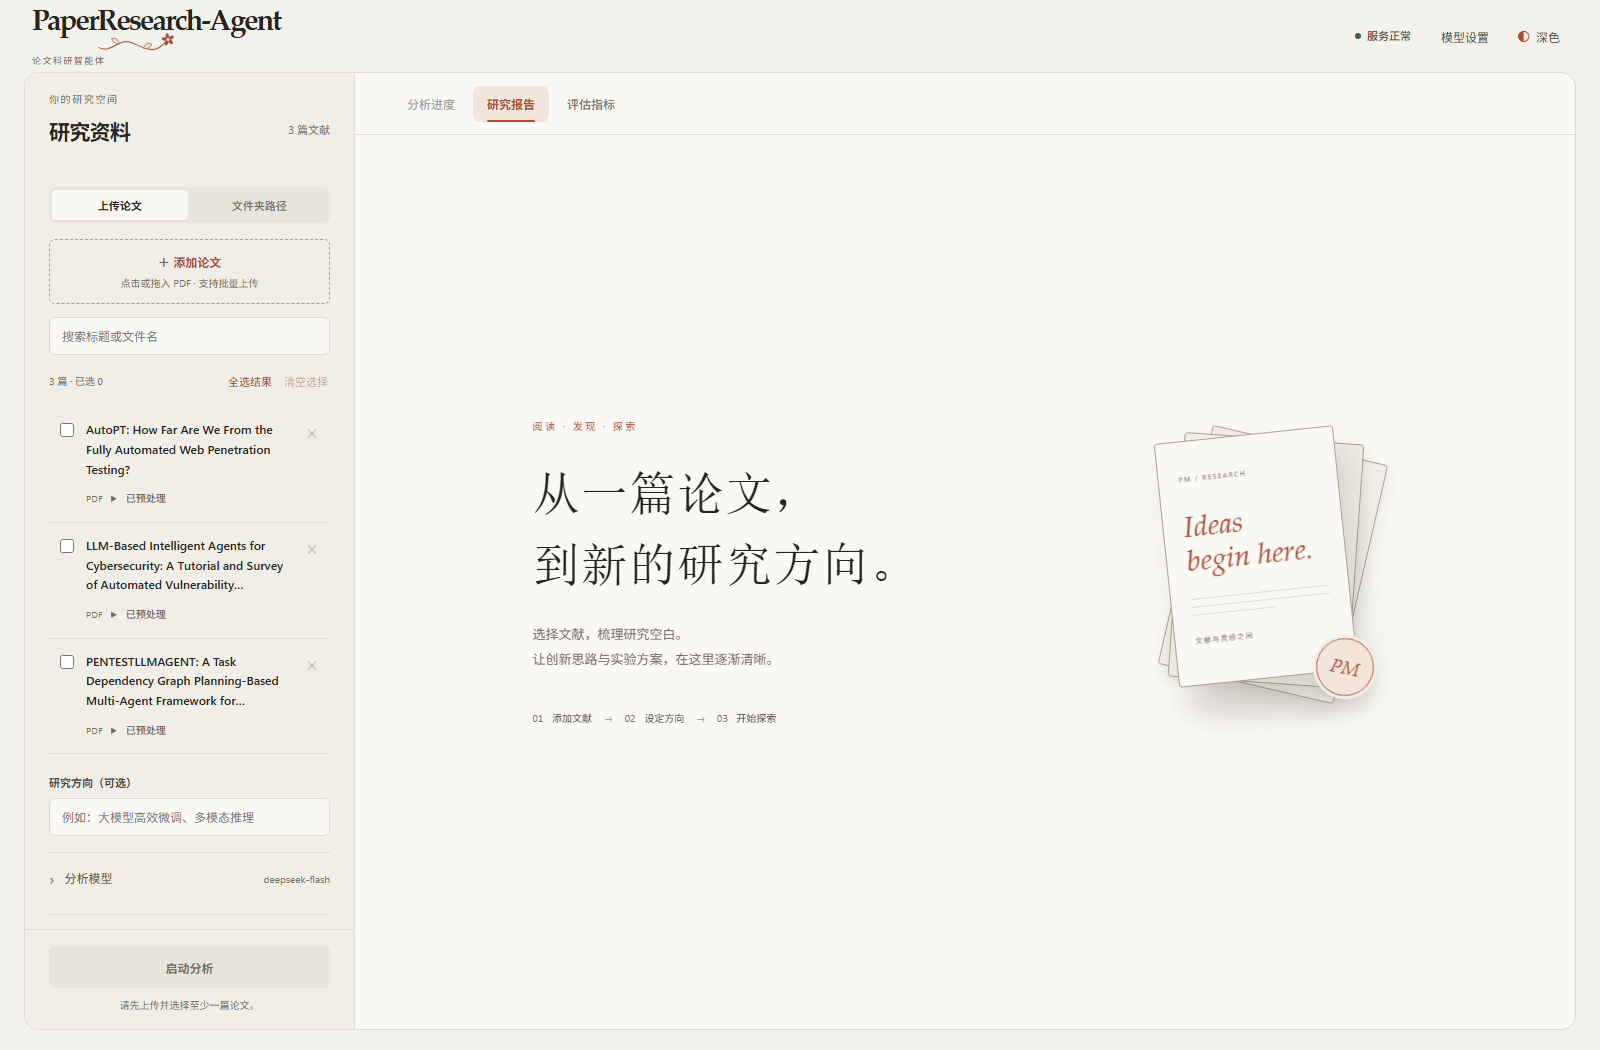 PaperResearch-Agent
论文科研智能体
服务正常
模型设置
深色
你的研究空间
研究资料
3 篇文献
上传论文
文件夹路径
+ 添加论文
点击或拖入 PDF · 支持批量上传
搜索标题或文件名
3 篇 · 已选 0
全选结果
清空选择
AutoPT: How Far Are We From the
Fully Automated Web Penetration
Testing?
PDF ▶ 已预处理
LLM-Based Intelligent Agents for
Cybersecurity: A Tutorial and Survey
of Automated Vulnerability...
PDF ▶ 已预处理
PENTESTLLMAGENT: A Task
Dependency Graph Planning-Based
Multi-Agent Framework for...
PDF ▶ 已预处理
研究方向（可选）
例如：大模型高效微调、多模态推理
分析模型
deepseek-flash
启动分析
请先上传并选择至少一篇论文。
分析进度
研究报告
评估指标
阅读 · 发现 · 探索
从一篇论文，
到新的研究方向。
选择文献，梳理研究空白。
让创新思路与实验方案，在这里逐渐清晰。
01 添加文献 → 02 设定方向 → 03 开始探索
PM / RESEARCH
Ideas
begin here.
文献与灵感之间
PM